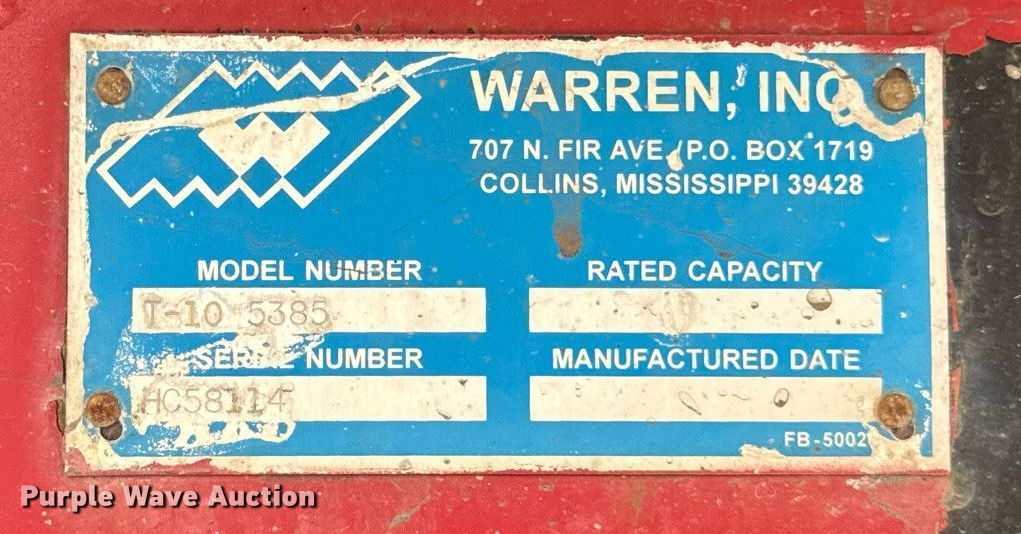 W
WARREN, INC
707 N. FIR AVE./P.O. BOX 1719
COLLINS, MISSISSIPPI 39428
MODEL NUMBER
RATED CAPACITY
T-10 5385
SERIAL NUMBER
MANUFACTURED DATE
HC58114
FB-5002
Purple Wave Auction